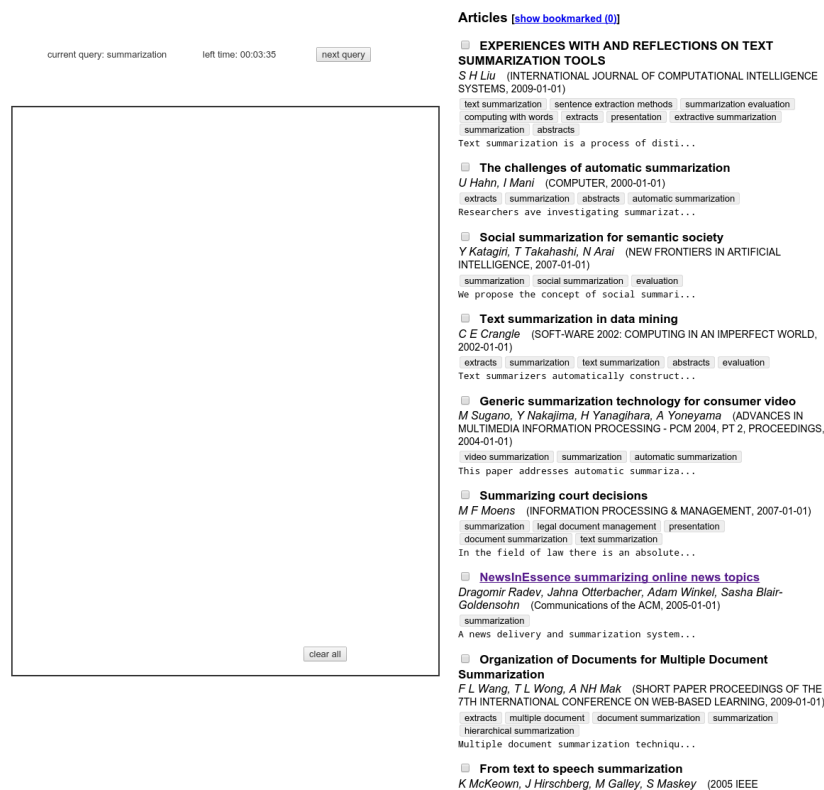 current query: summarization left time: 00:03:35 next query
clear all
Articles [show bookmarked (0)]
EXPERIENCES WITH AND REFLECTIONS ON TEXT
SUMMARIZATION TOOLS
S H Liu (INTERNATIONAL JOURNAL OF COMPUTATIONAL INTELLIGENCE
SYSTEMS, 2009-01-01)
text summarization sentence extraction methods summarization evaluation
computing with words extracts presentation extractive summarization
summarization abstracts
Text summarization is a process of disti...
The challenges of automatic summarization
U Hahn, I Mani (COMPUTER, 2000-01-01)
extracts summarization abstracts automatic summarization
Researchers ave investigating summarizat...
Social summarization for semantic society
Y Katagiri, T Takahashi, N Arai (NEW FRONTIERS IN ARTIFICIAL
INTELLIGENCE, 2007-01-01)
summarization social summarization evaluation
We propose the concept of social summari...
Text summarization in data mining
C E Crangle (SOFT-WARE 2002: COMPUTING IN AN IMPERFECT WORLD,
2002-01-01)
extracts summarization text summarization abstracts evaluation
Text summarizers automatically construct...
Generic summarization technology for consumer video
M Sugano, Y Nakajima, H Yanagihara, A Yoneyama (ADVANCES IN
MULTIMEDIA INFORMATION PROCESSING - PCM 2004, PT 2, PROCEEDINGS,
2004-01-01)
video summarization summarization automatic summarization
This paper addresses automatic summariza...
Summarizing court decisions
M F Moens (INFORMATION PROCESSING & MANAGEMENT, 2007-01-01)
summarization legal document management presentation
document summarization text summarization
In the field of law there is an absolute...
NewsInEssence summarizing online news topics
Dragomir Radev, Jahna Otterbacher, Adam Winkel, Sasha Blair-
Goldensohn (Communications of the ACM, 2005-01-01)
summarization
A news delivery and summarization system...
Organization of Documents for Multiple Document
Summarization
F L Wang, T L Wong, A NH Mak (SHORT PAPER PROCEEDINGS OF THE
7TH INTERNATIONAL CONFERENCE ON WEB-BASED LEARNING, 2009-01-01)
extracts multiple document document summarization summarization
hierarchical summarization
Multiple document summarization techniqu...
From text to speech summarization
K McKeown, J Hirschberg, M Galley, S Maskey (2005 IEEE